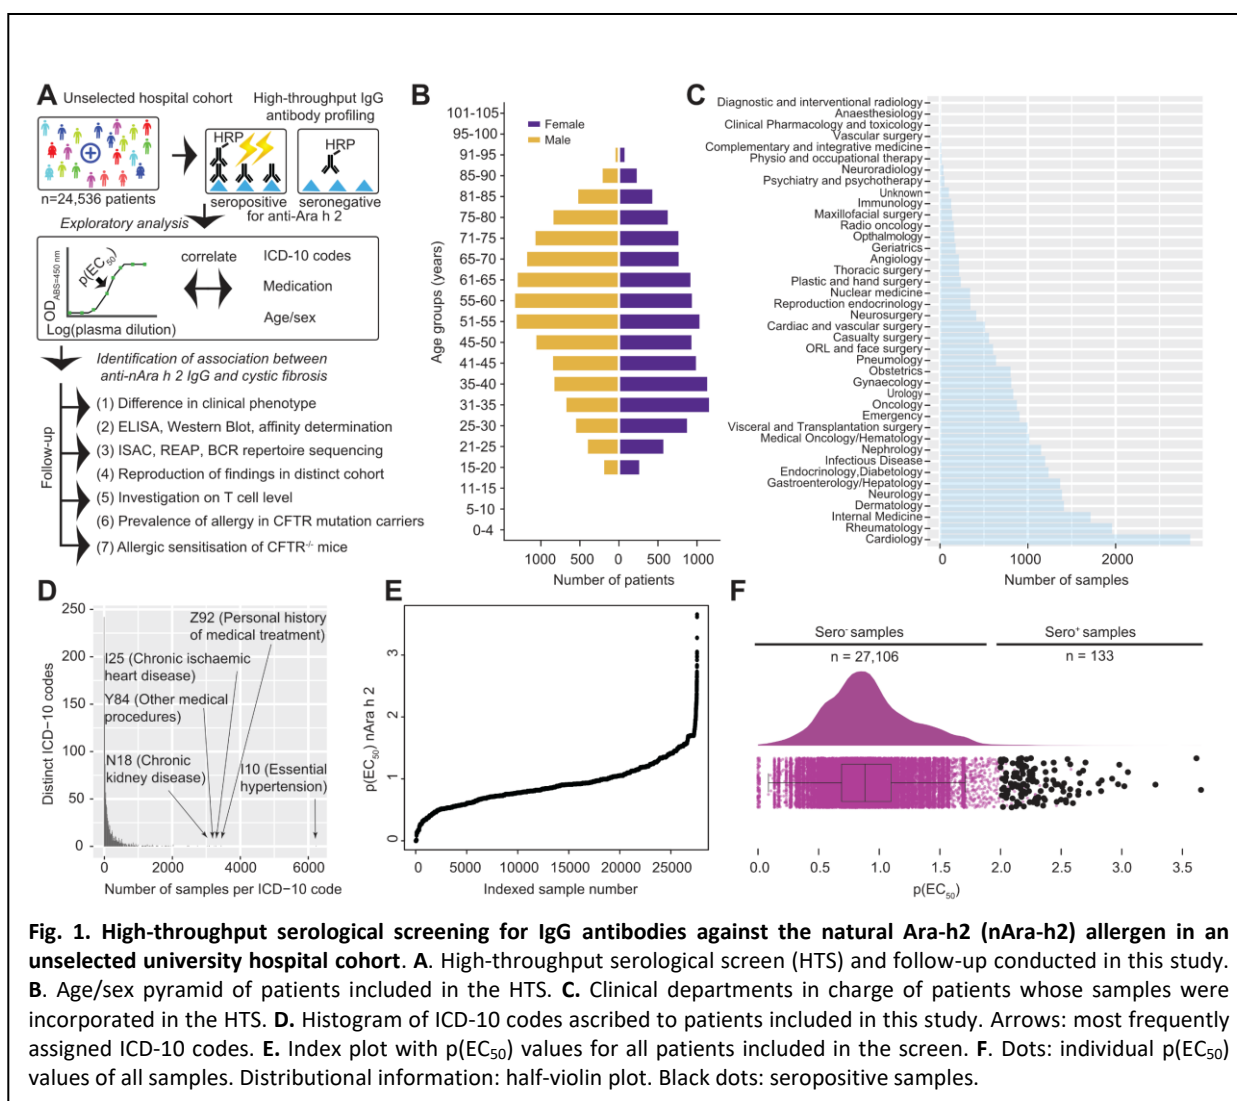 A
Unselected hospital cohort
High-throughput IgG
antibody profiling
HRP
HRP
n=24,536 patients
seropositive
seronegative
for anti-Ara h 2
Exploratory analysis
OD ABS=450 nm
p(EC50)
Log(plasma dilution)
correlate
ICD-10 codes
Medication
Age/sex
Identification of association between
anti-nAra h 2 IgG and cystic fibrosis
Follow-up
(1) Difference in clinical phenotype
(2) ELISA, Western Blot, affinity determination
(3) ISAC, REAP, BCR repertoire sequencing
(4) Reproduction of findings in distinct cohort
(5) Investigation on T cell level
(6) Prevalence of allergy in CFTR mutation carriers
(7) Allergic sensitisation of CFTR-/- mice
B
Female
Male
Age groups (years)
101-105
95-100
91-95
85-90
81-85
75-80
71-75
65-70
61-65
55-60
51-55
45-50
41-45
35-40
31-35
25-30
21-25
15-20
11-15
5-10
0-4
1000 500 0 500 1000
Number of patients
C
Diagnostic and interventional radiology
Anaesthesiology
Clinical Pharmacology and toxicology
Vascular surgery
Complementary and integrative medicine
Physio and occupational therapy
Neuroradiology
Psychiatry and psychotherapy
Unknown
Immunology
Maxillofacial surgery
Radio oncology
Opthalmology
Geriatrics
Angiology
Thoracic surgery
Plastic and hand surgery
Nuclear medicine
Reproduction endocrinology
Neurosurgery
Cardiac and vascular surgery
Casualty surgery
ORL and face surgery
Pneumology
Obstetrics
Gynaecology
Urology
Oncology
Emergency
Visceral and Transplantation surgery
Medical Oncology/Hematology
Nephrology
Infectious Disease
Endocrinology,Diabetology
Gastroenterology/Hepatology
Neurology
Dermatology
Internal Medicine
Rheumatology
Cardiology
0 1000 2000
Number of samples
D
Distinct ICD-10 codes
250
200
150
100
50
0
Z92 (Personal history
of medical treatment)
I25 (Chronic ischaemic
heart disease)
Y84 (Other medical
procedures)
N18 (Chronic
kidney disease)
I10 (Essential
hypertension)
0 2000 4000 6000
Number of samples per ICD-10 code
E
p(EC50) nAra h 2
3
2
1
0
0 5000 10000 15000 20000 25000
Indexed sample number
F
Sero- samples
n = 27,106
Sero+ samples
n = 133
0.0 0.5 1.0 1.5 2.0 2.5 3.0 3.5
p(EC50)
Fig. 1. High-throughput serological screening for IgG antibodies against the natural Ara-h2 (nAra-h2) allergen in an
unselected university hospital cohort. A. High-throughput serological screen (HTS) and follow-up conducted in this study.
B. Age/sex pyramid of patients included in the HTS. C. Clinical departments in charge of patients whose samples were
incorporated in the HTS. D. Histogram of ICD-10 codes ascribed to patients included in this study. Arrows: most frequently
assigned ICD-10 codes. E. Index plot with p(EC50) values for all patients included in the screen. F. Dots: individual p(EC50)
values of all samples. Distributional information: half-violin plot. Black dots: seropositive samples.